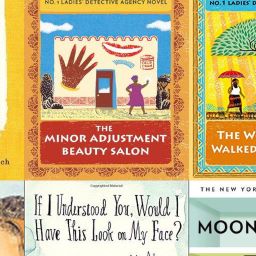 NO. 1 LADIES' DETECTIVE AGENCY NOVEL
NO. 1 LADIES' DETECTIVE
THE
MINOR ADJUSTMENT
BEAUTY SALON
THE W
WALKED
ch
If I Understood You, Would I
Have This Look on My Face?
THE NEW YOR
MOON